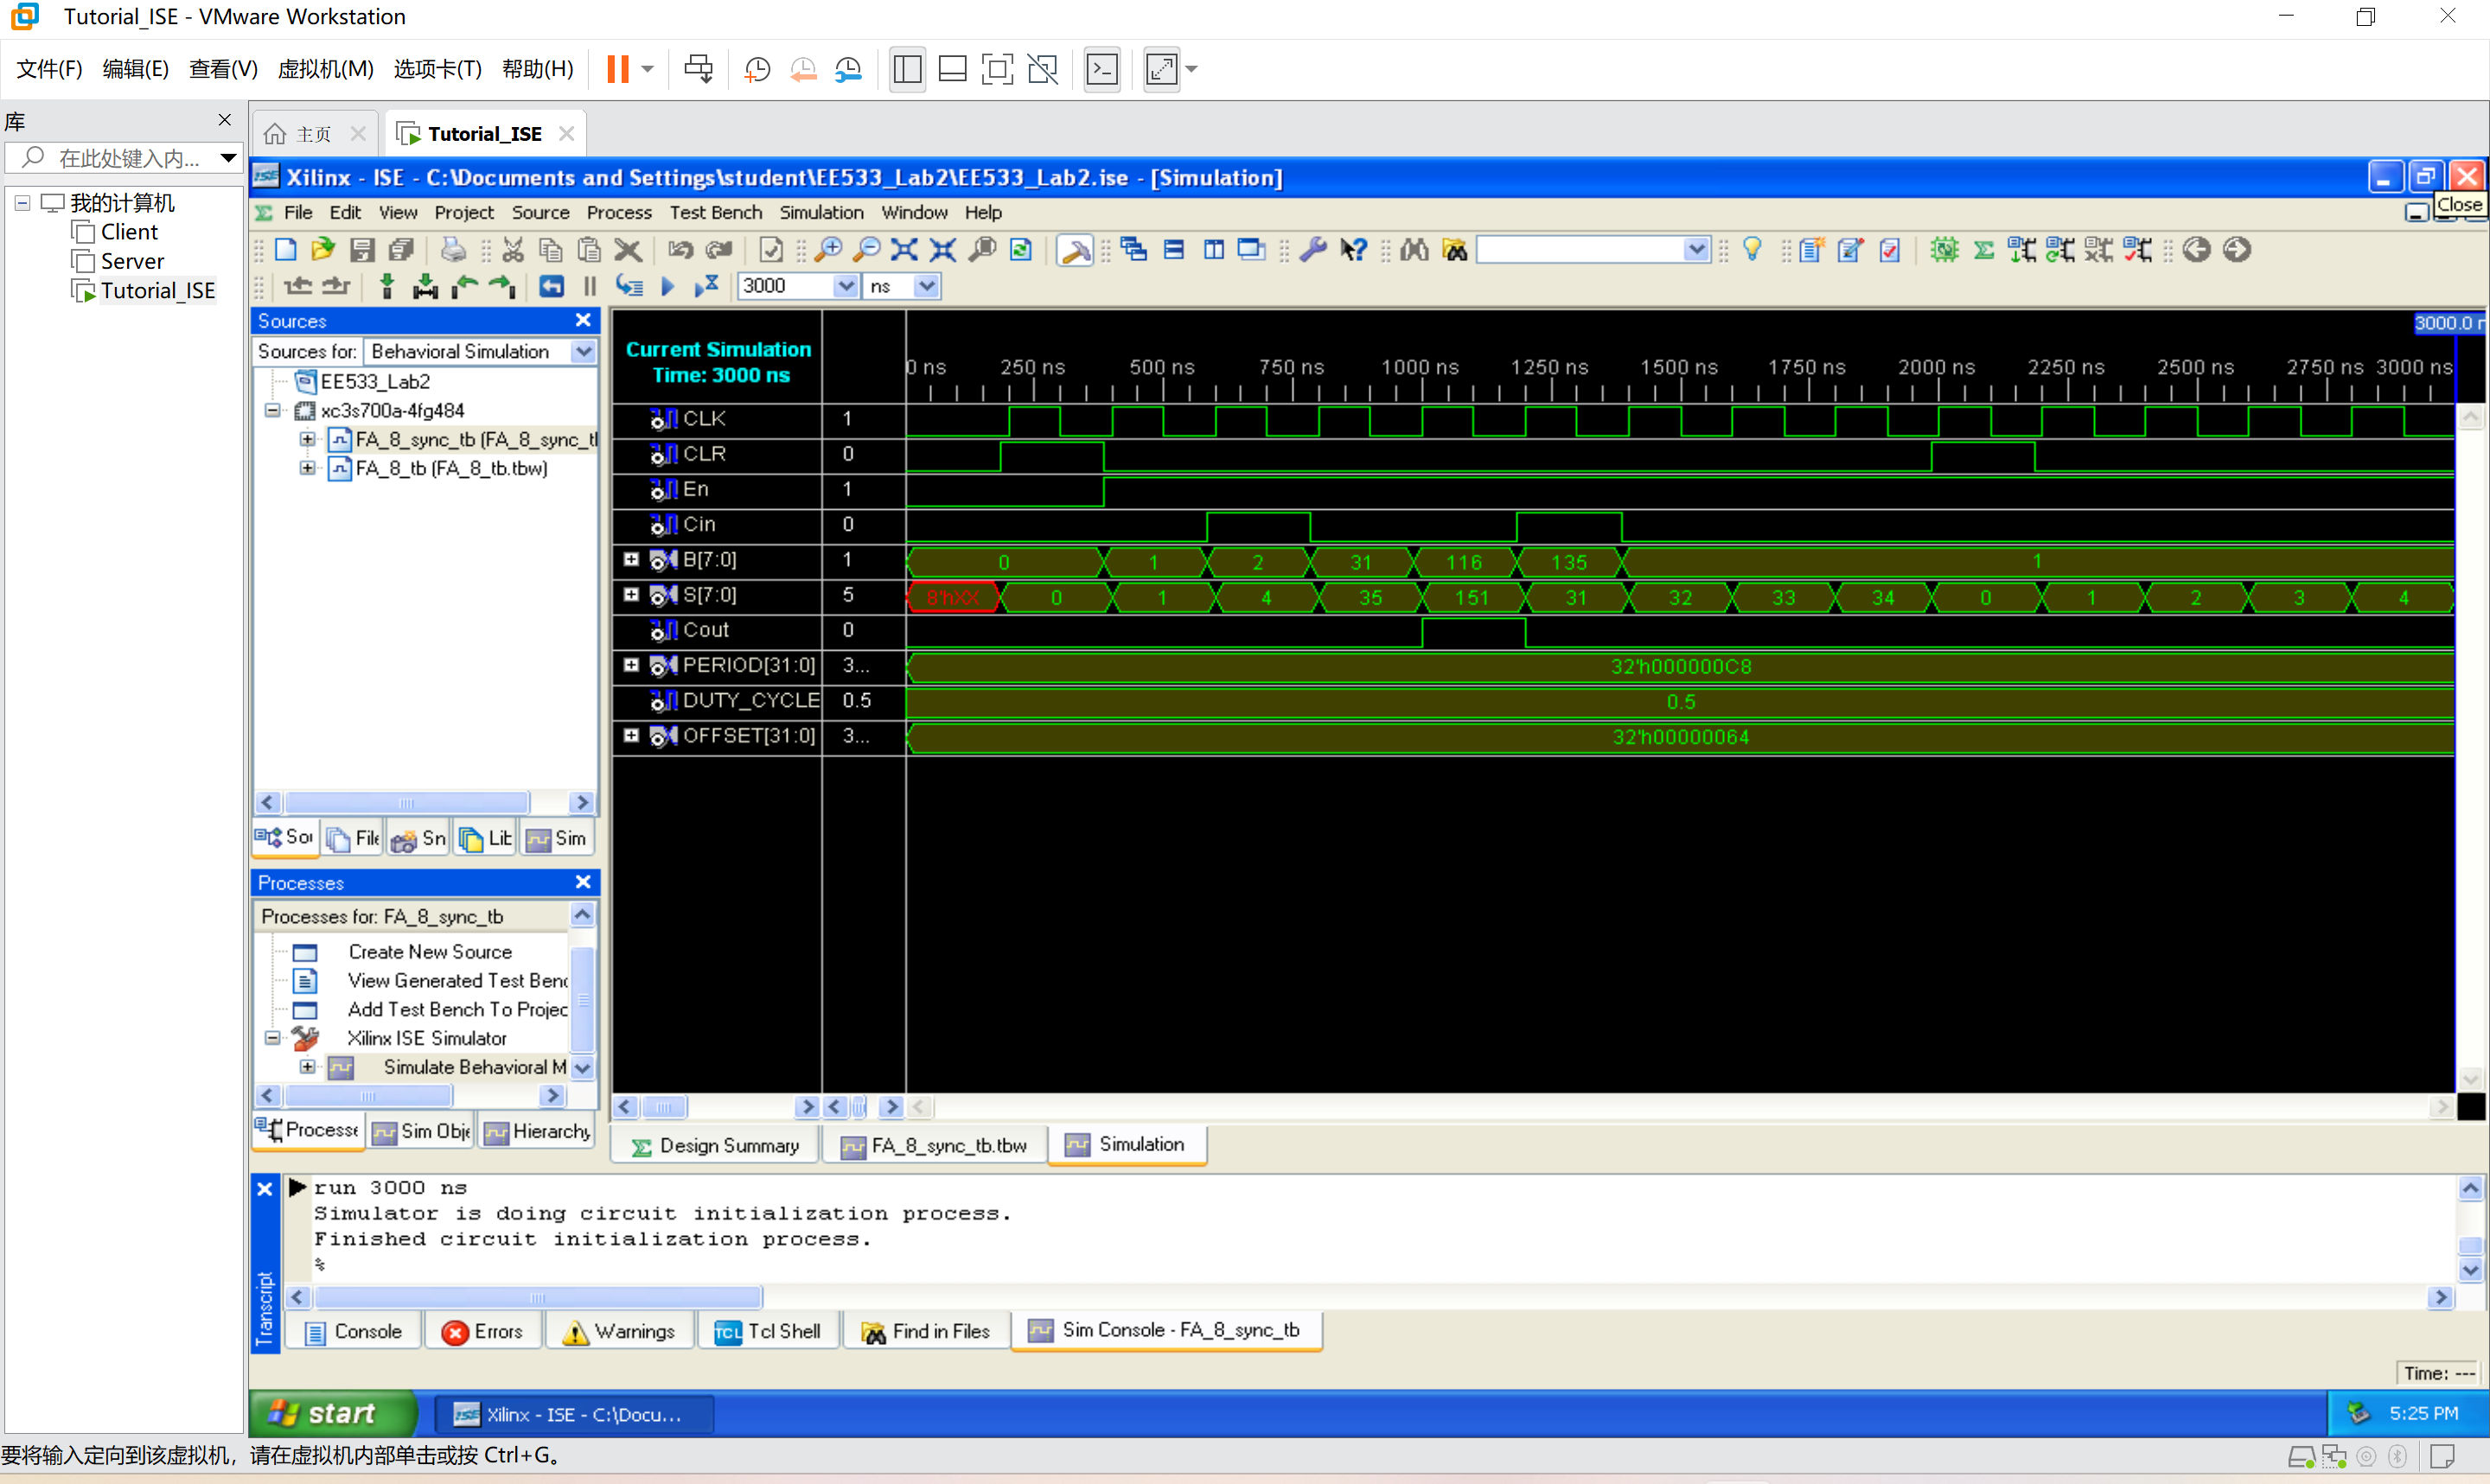 Tutorial_ISE - VMware Workstation
文件(F) 编辑(E) 查看(V) 虚拟机(M) 选项卡(T) 帮助(H)
库
在此处键入内...
我的计算机
Client
Server
Tutorial_ISE
主页 Tutorial_ISE
Xilinx - ISE - C:\Documents and Settings\student\EE533_Lab2\EE533_Lab2.ise - [Simulation]
Close
File Edit View Project Source Process Test Bench Simulation Window Help
3000 ns
Sources
Sources for: Behavioral Simulation
EE533_Lab2
xc3s700a-4fg484
FA_8_sync_tb (FA_8_sync_tl
FA_8_tb (FA_8_tb.tbw)
Sou File Sn Lib Sim
Processes
Processes for: FA_8_sync_tb
Create New Source
View Generated Test Benc
Add Test Bench To Projec
Xilinx ISE Simulator
Simulate Behavioral M
Processe Sim Obje Hierarchy
3000.0 n
Current Simulation
Time: 3000 ns
0 ns 250 ns 500 ns 750 ns 1000 ns 1250 ns 1500 ns 1750 ns 2000 ns 2250 ns 2500 ns 2750 ns 3000 ns
CLK 1
CLR 0
En 1
Cin 0
B[7:0] 1 0 1 2 31 116 135 1
S[7:0] 5 8'hXX 0 1 4 35 151 31 32 33 34 0 1 2 3 4
Cout 0
PERIOD[31:0] 3... 32'h000000C8
DUTY_CYCLE 0.5 0.5
OFFSET[31:0] 3... 32'h00000064
Design Summary FA_8_sync_tb.tbw Simulation
Transcript
run 3000 ns
Simulator is doing circuit initialization process.
Finished circuit initialization process.
%
Console Errors Warnings TCL Tcl Shell Find in Files Sim Console - FA_8_sync_tb
Time: ---
start ISE Xilinx - ISE - C:\Docu... 5:25 PM
要将输入定向到该虚拟机，请在虚拟机内部单击或按 Ctrl+G。